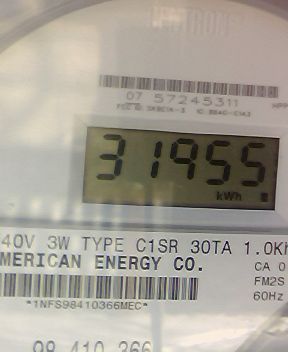 07 57245311
31955
kWh
40V 3W TYPE C1SR 30TA 1.0Kh
MERICAN ENERGY CO.
CA 0
FM2S
60Hz
*1NFS98410366MEC*
98 410 366